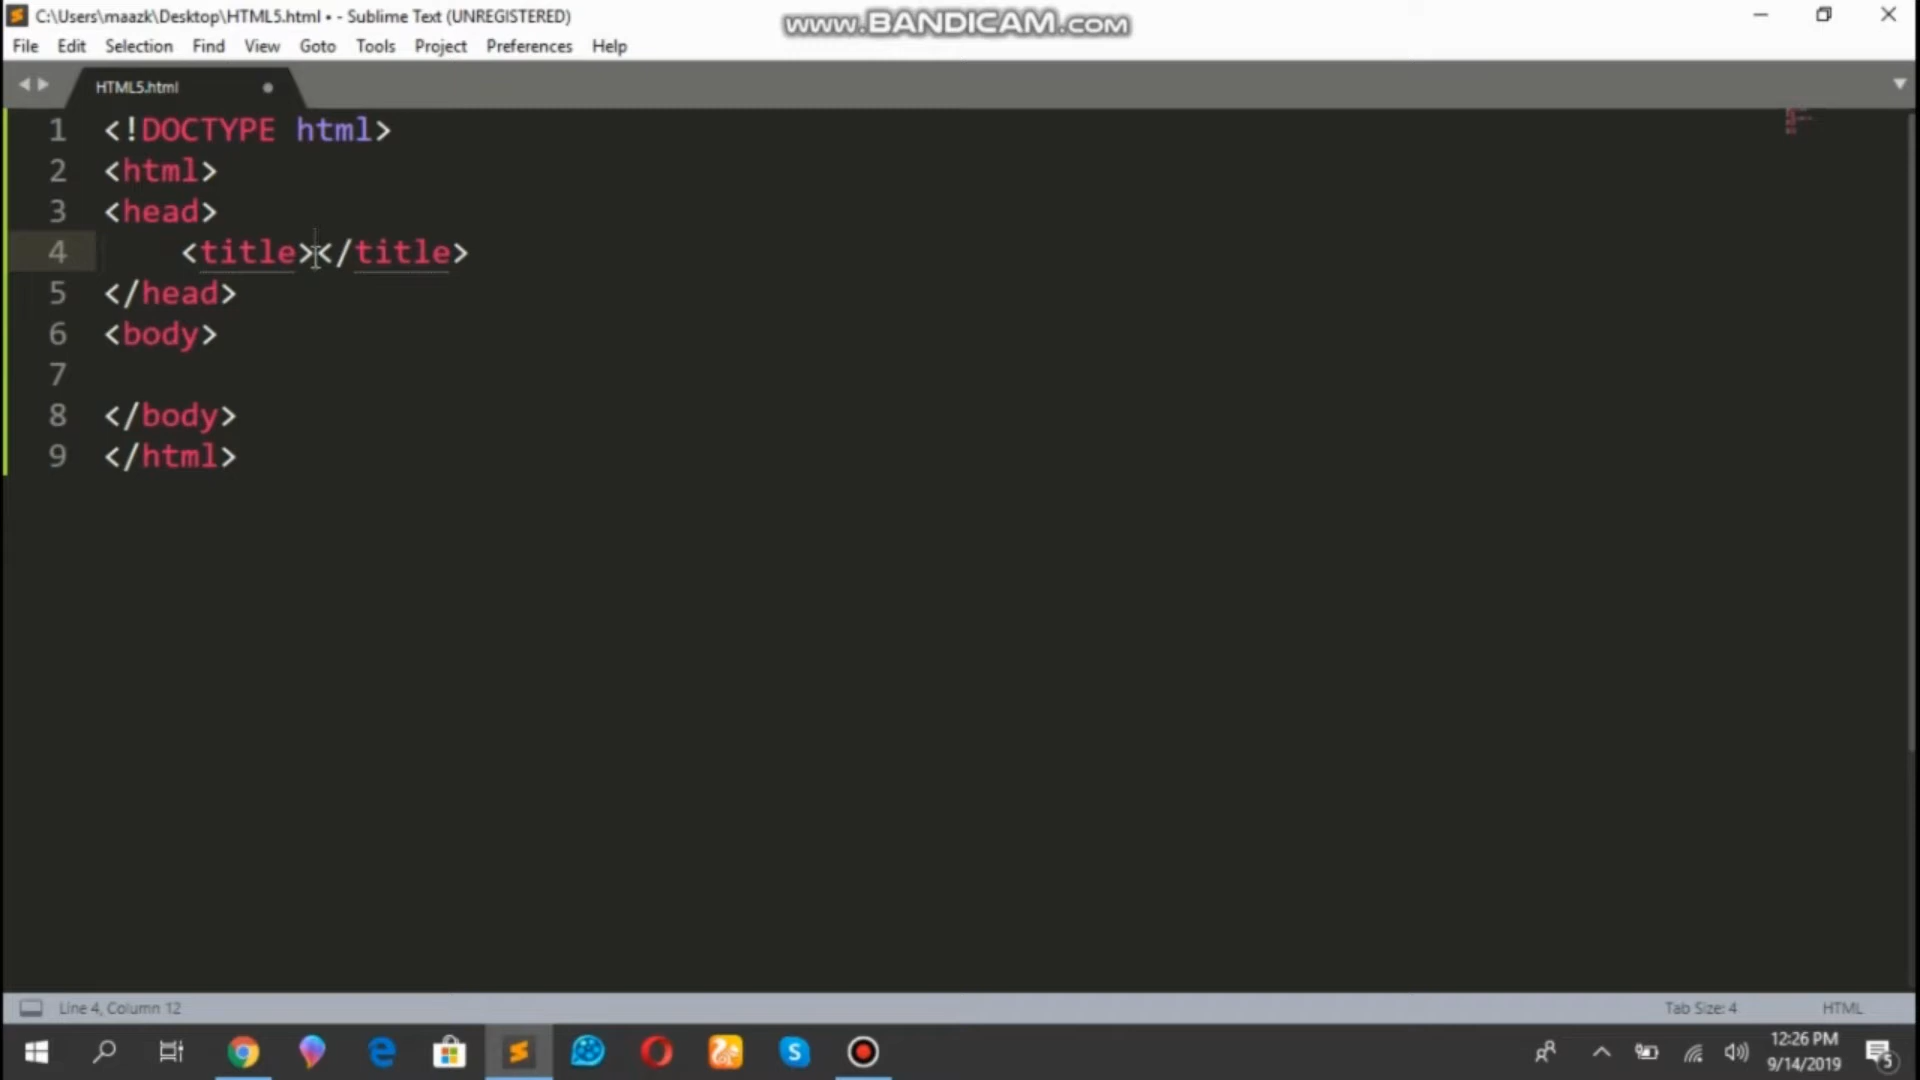 C:\Users\maazk\Desktop\HTML5.html • - Sublime Text (UNREGISTERED)
www.BANDICAM.com
File Edit Selection Find View Goto Tools Project Preferences Help
HTML5.html
1 <!DOCTYPE html>
2 <html>
3 <head>
4 <title></title>
5 </head>
6 <body>
7
8 </body>
9 </html>
Line 4, Column 12
Tab Size: 4
HTML
12:26 PM
9/14/2019
5